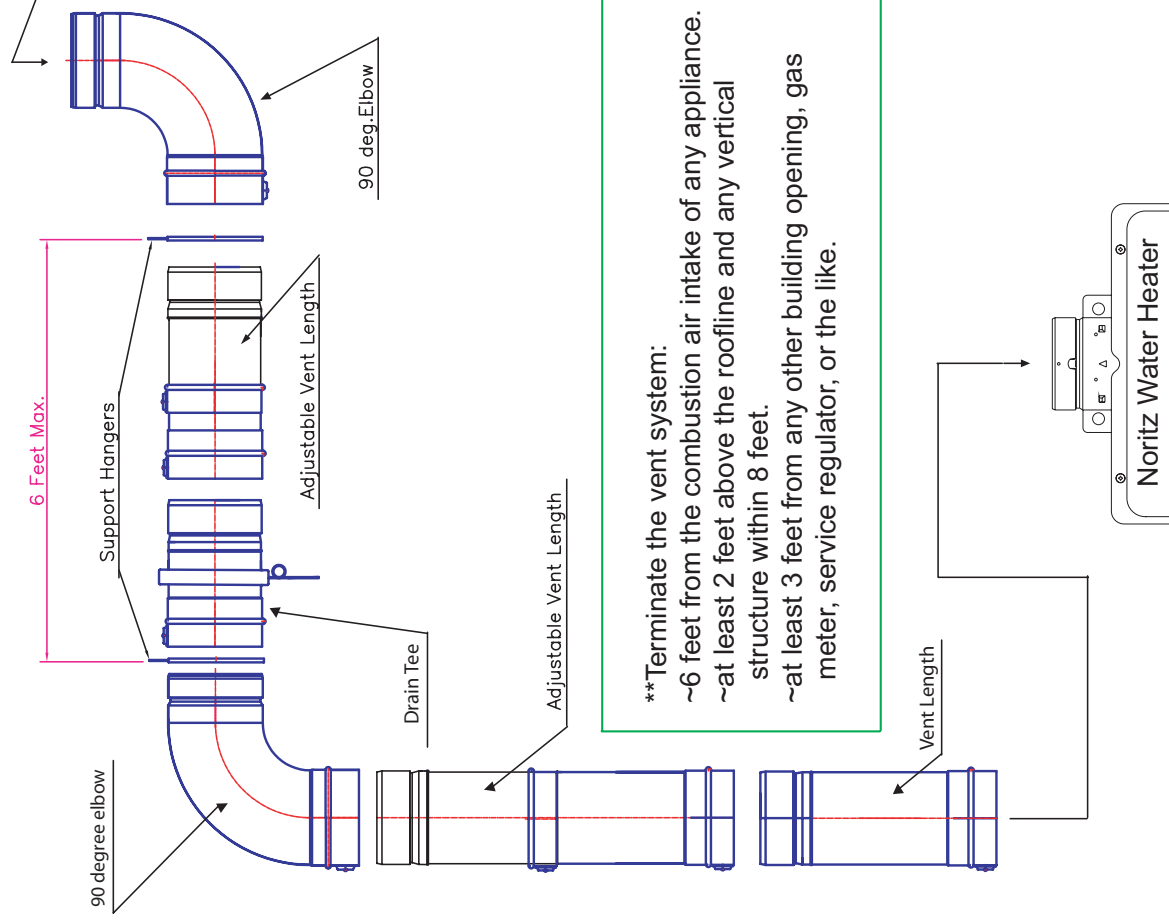 6 Feet Max.
Support Hangers
90 deg.Elbow
Adjustable Vent Length
90 degree elbow
Drain Tee
Adjustable Vent Length
Vent Length
**Terminate the vent system:
~6 feet from the combustion air intake of any appliance.
~at least 2 feet above the roofline and any vertical
structure within 8 feet.
~at least 3 feet from any other building opening, gas
meter, service regulator, or the like.
Noritz Water Heater